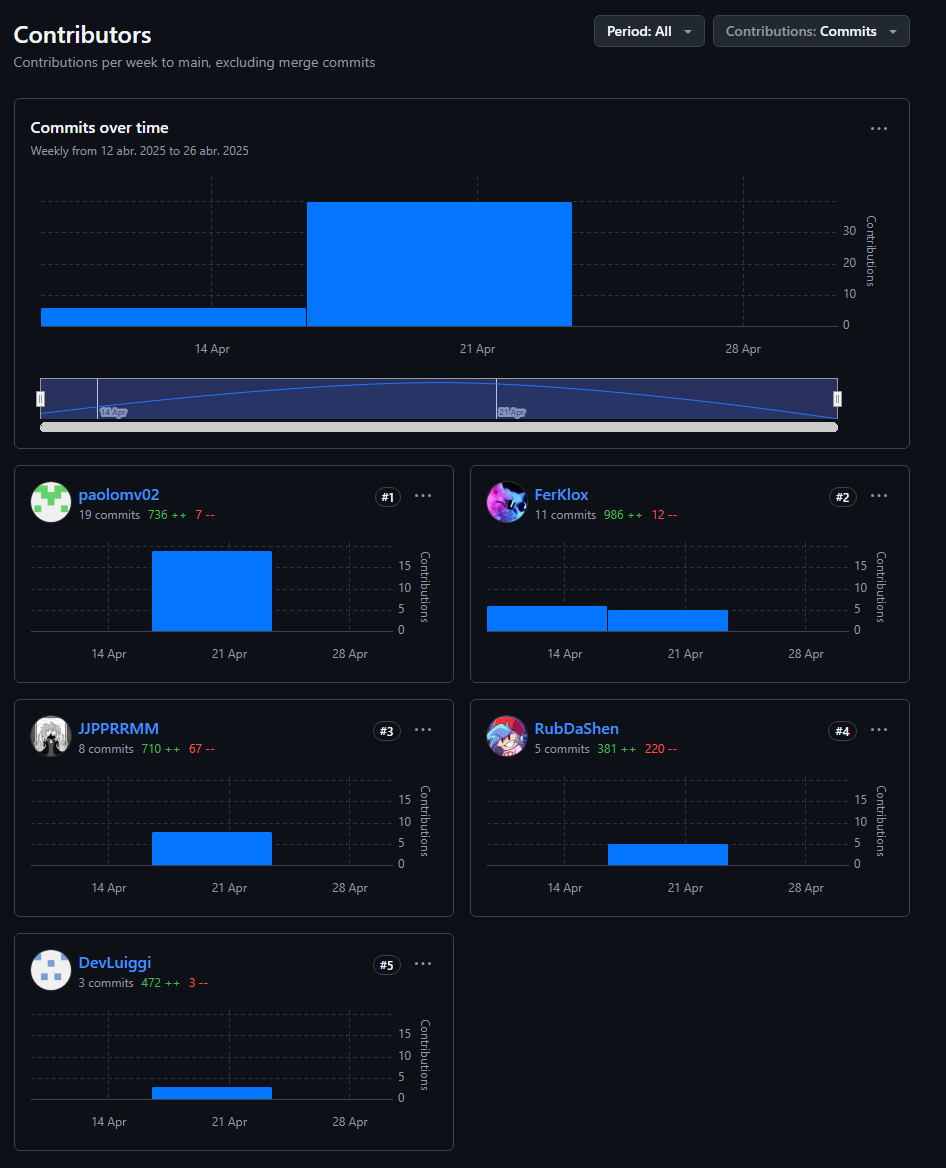 Contributors
Period: All
Contributions: Commits
Contributions per week to main, excluding merge commits
Commits over time
Weekly from 12 abr. 2025 to 26 abr. 2025
30
20
10
0
Contributions
14 Apr 21 Apr 28 Apr
14 Apr 21 Apr
paolomv02
#1
19 commits 736 ++ 7 --
15
10
5
0
Contributions
14 Apr 21 Apr 28 Apr
FerKlox
#2
11 commits 986 ++ 12 --
15
10
5
0
Contributions
14 Apr 21 Apr 28 Apr
JJPPRRMM
#3
8 commits 710 ++ 67 --
15
10
5
0
Contributions
14 Apr 21 Apr 28 Apr
RubDaShen
#4
5 commits 381 ++ 220 --
15
10
5
0
Contributions
14 Apr 21 Apr 28 Apr
DevLuiggi
#5
3 commits 472 ++ 3 --
15
10
5
0
Contributions
14 Apr 21 Apr 28 Apr